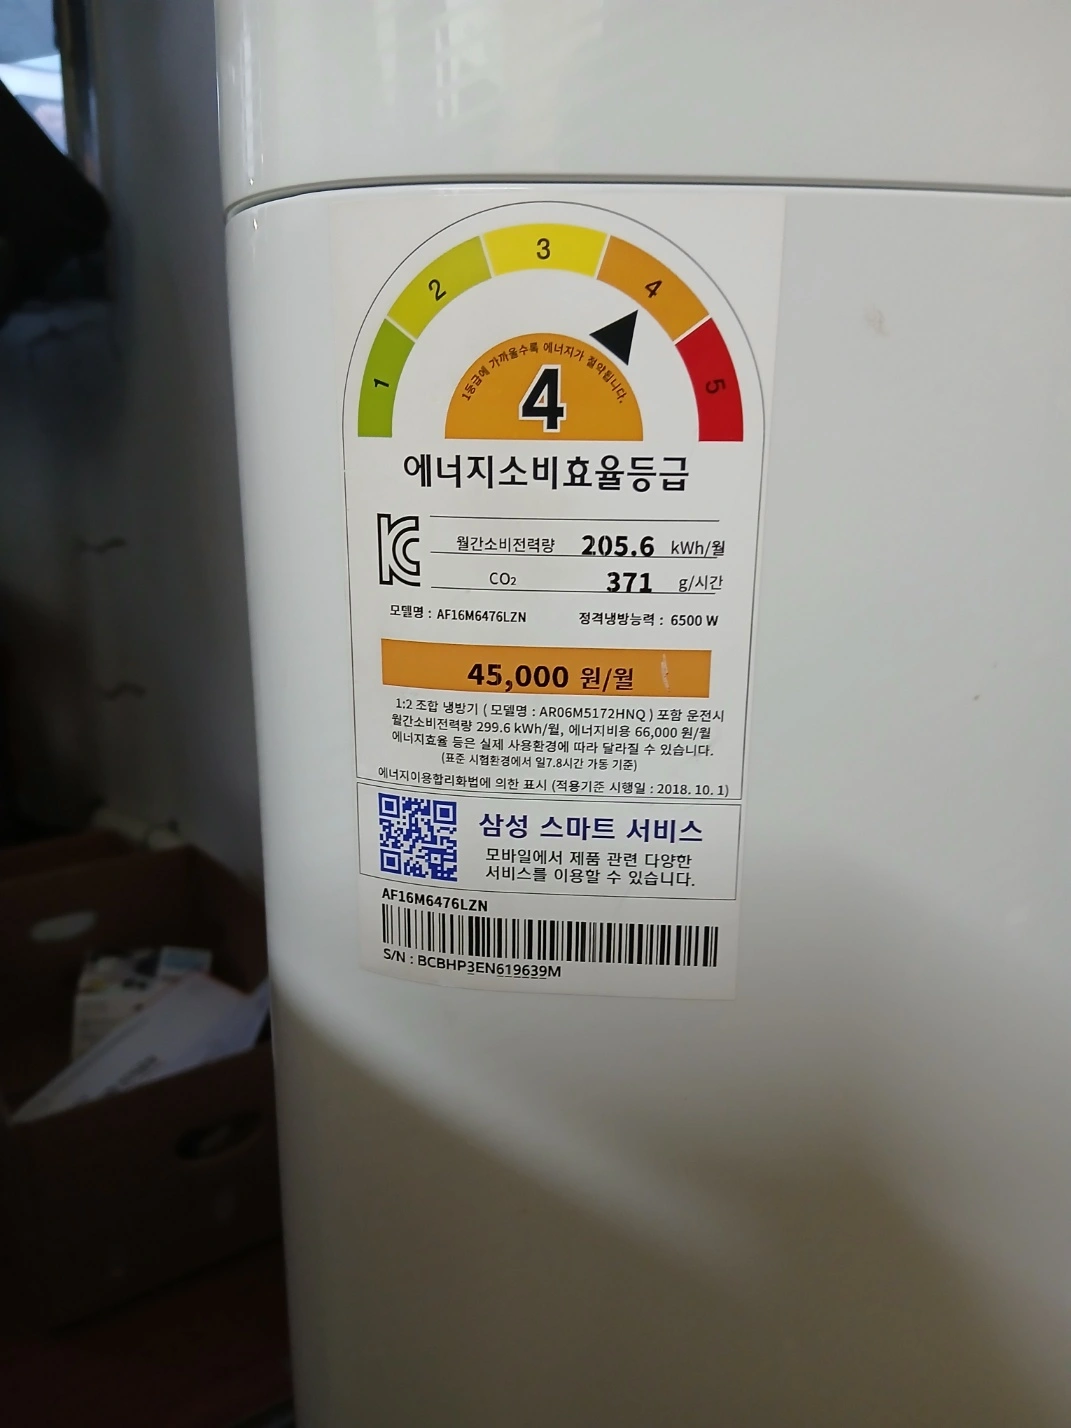 1 2 3 4 5
1등급에 가까울수록 에너지가 절약됩니다.
4
에너지소비효율등급
월간소비전력량 205.6 kWh/월
CO₂ 371 g/시간
모델명 : AF16M6476LZN 정격냉방능력 : 6500 W
45,000 원/월
1:2 조합 냉방기 ( 모델명 : AR06M5172HNQ ) 포함 운전시
월간소비전력량 299.6 kWh/월, 에너지비용 66,000 원/월
에너지효율 등은 실제 사용환경에 따라 달라질 수 있습니다.
(표준 시험환경에서 일7.8시간 가동 기준)
에너지이용합리화법에 의한 표시 (적용기준 시행일 : 2018. 10. 1)
삼성 스마트 서비스
모바일에서 제품 관련 다양한
서비스를 이용할 수 있습니다.
AF16M6476LZN
S/N : BCBHP3EN619639M